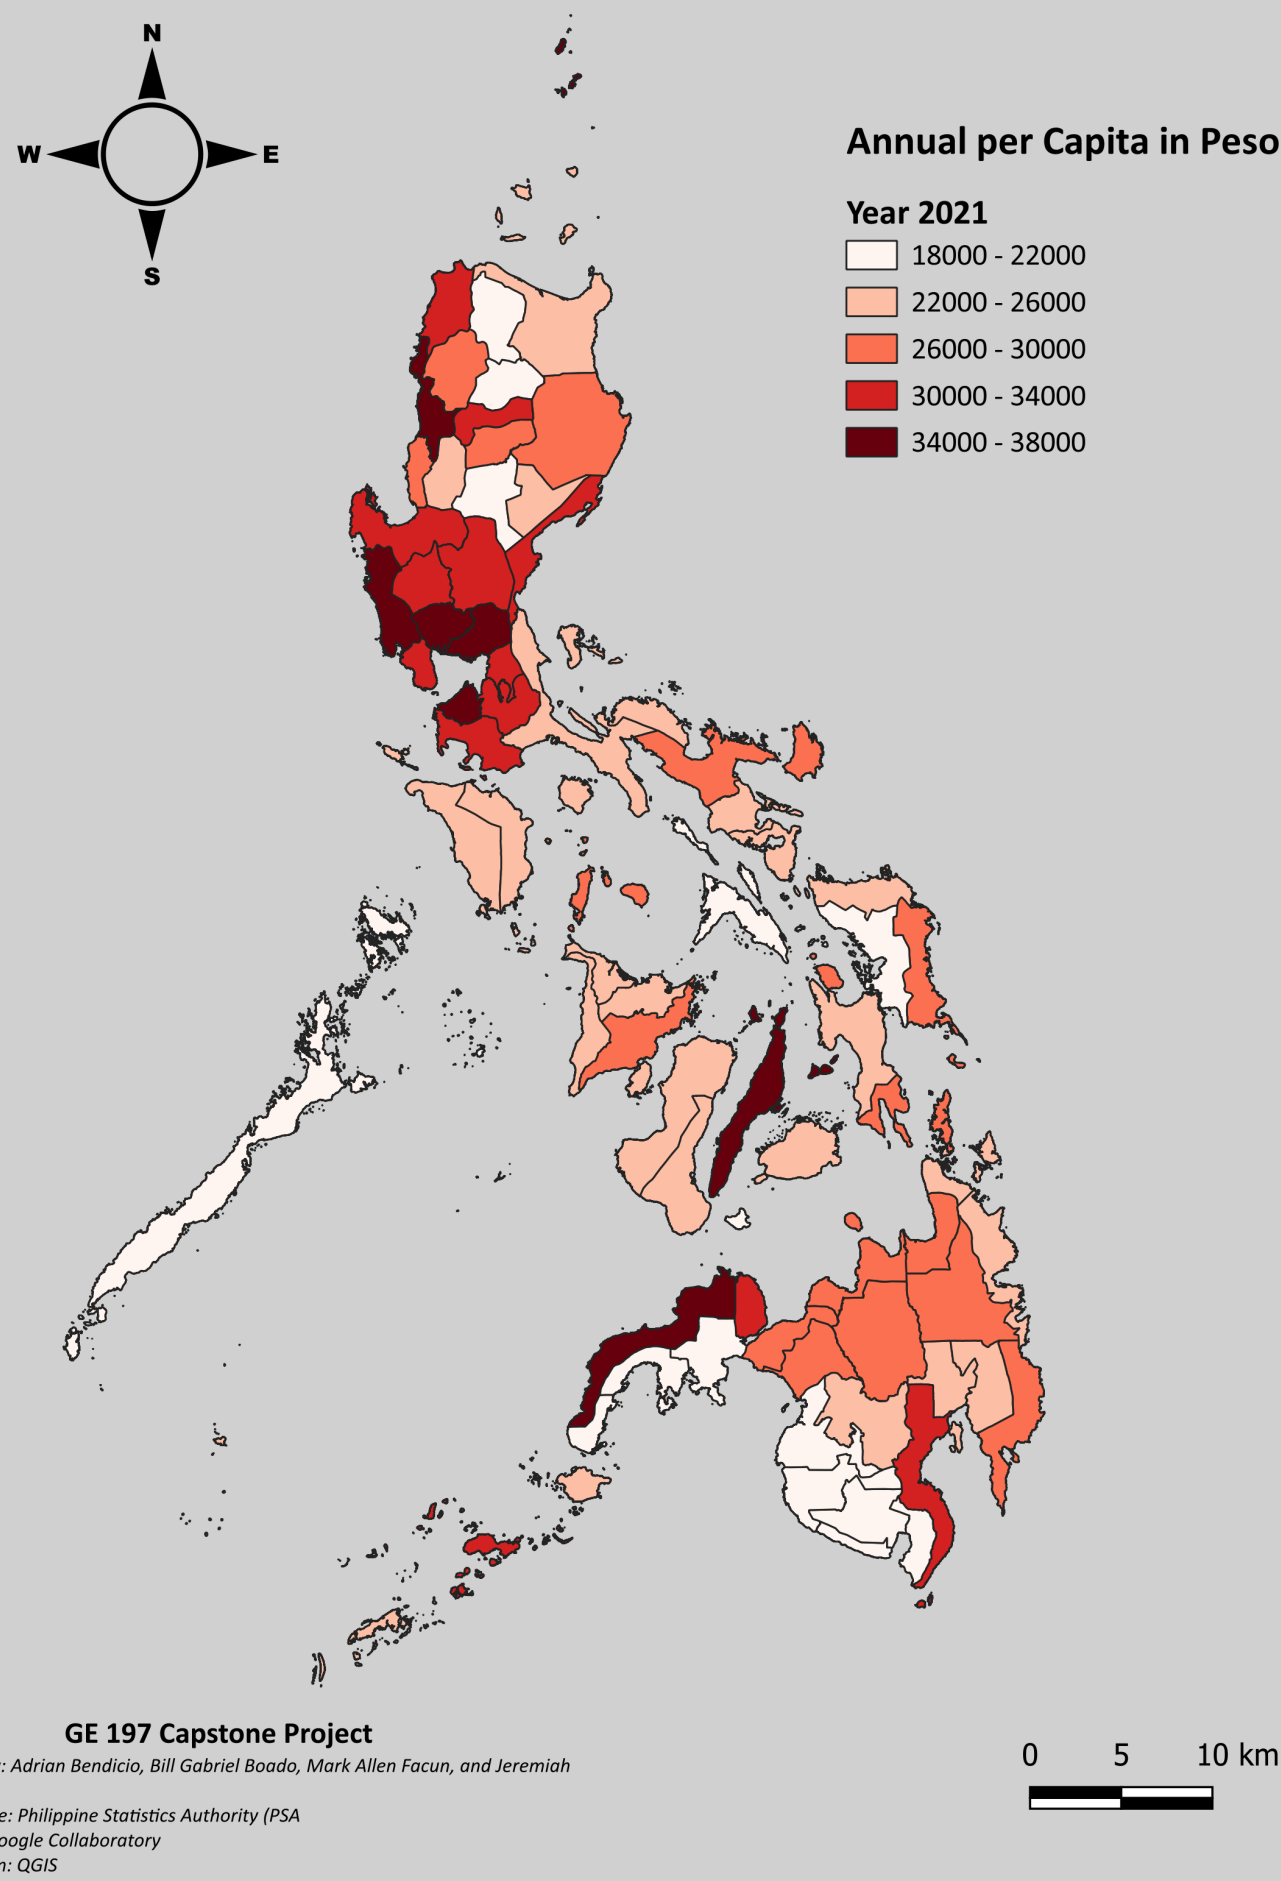 N
W
E
S
Annual per Capita in Peso
Year 2021
18000 - 22000
22000 - 26000
26000 - 30000
30000 - 34000
34000 - 38000
GE 197 Capstone Project
: Adrian Bendicio, Bill Gabriel Boado, Mark Allen Facun, and Jeremiah
e: Philippine Statistics Authority (PSA
oogle Collaboratory
n: QGIS
0 5 10 km